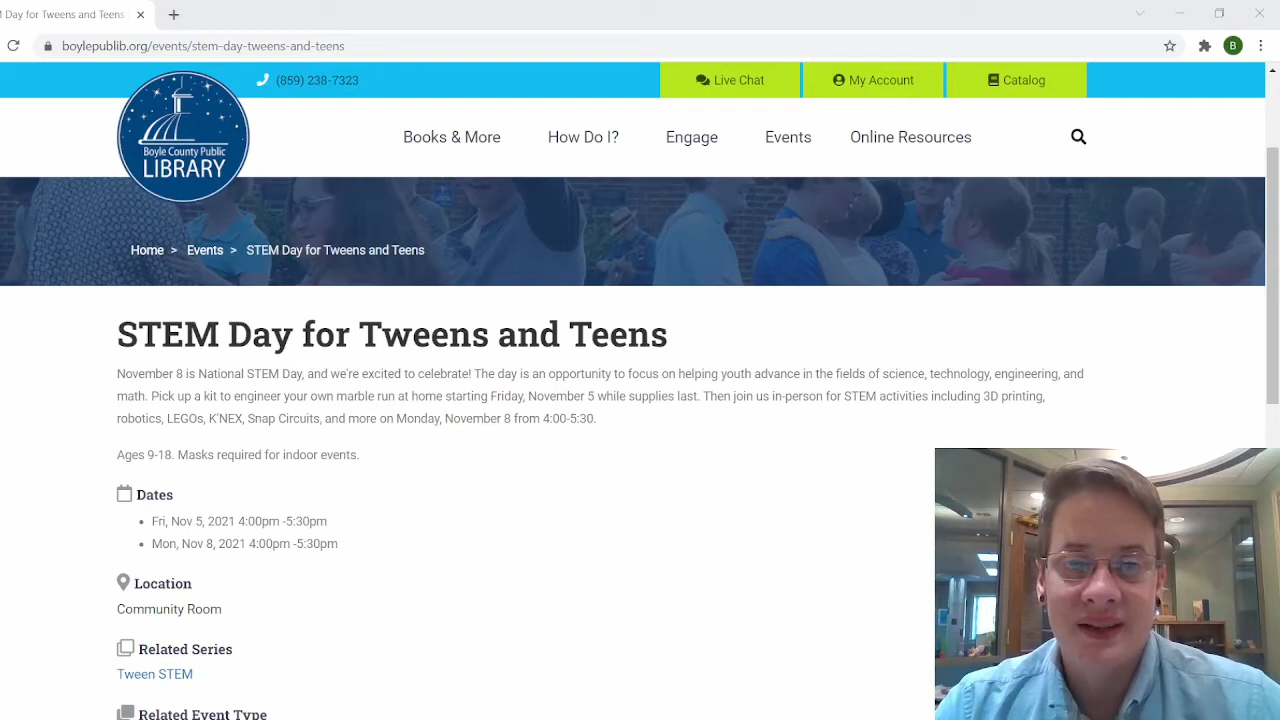 M Day for Tweens and Teens
boylepublib.org/events/stem-day-tweens-and-teens
B
(859) 238-7323
Live Chat
My Account
Catalog
Boyle County Public
LIBRARY
Books & More
How Do I?
Engage
Events
Online Resources
Home > Events > STEM Day for Tweens and Teens
STEM Day for Tweens and Teens
November 8 is National STEM Day, and we're excited to celebrate! The day is an opportunity to focus on helping youth advance in the fields of science, technology, engineering, and
math. Pick up a kit to engineer your own marble run at home starting Friday, November 5 while supplies last. Then join us in-person for STEM activities including 3D printing,
robotics, LEGOs, K'NEX, Snap Circuits, and more on Monday, November 8 from 4:00-5:30.
Ages 9-18. Masks required for indoor events.
Dates
Fri, Nov 5, 2021 4:00pm -5:30pm
Mon, Nov 8, 2021 4:00pm -5:30pm
Location
Community Room
Related Series
Tween STEM
Related Event Type